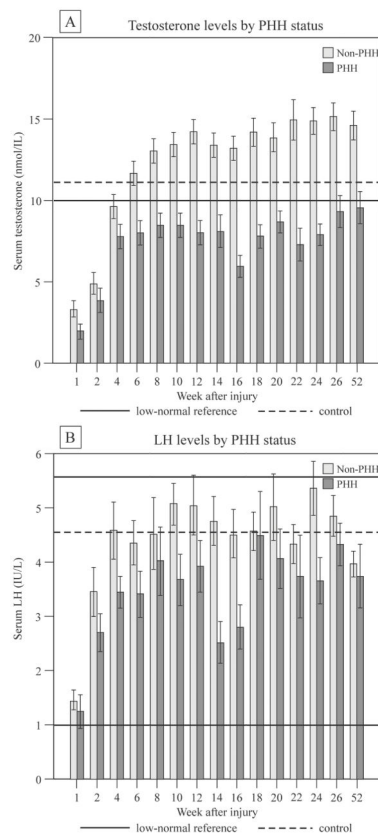 A
Testosterone levels by PHH status
Non-PHH
PHH
Serum testosterone (nmol/IL)
20
15
10
5
0
1 2 4 6 8 10 12 14 16 18 20 22 24 26 52
Week after injury
low-normal reference control
B
LH levels by PHH status
Non-PHH
PHH
Serum LH (IU/L)
6
5
4
3
2
1
0
1 2 4 6 8 10 12 14 16 18 20 22 24 26 52
Week after injury
low-normal reference control